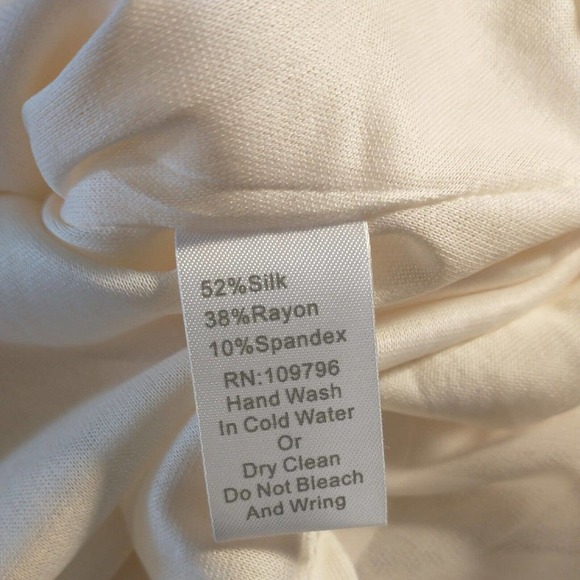 52%Silk
38%Rayon
10%Spandex
RN:109796
Hand Wash
In Cold Water
Or
Dry Clean
Do Not Bleach
And Wring